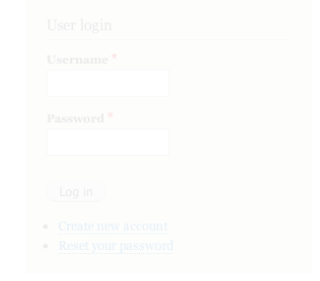 User login
Username *
Password *
Log in
Create new account
Reset your password